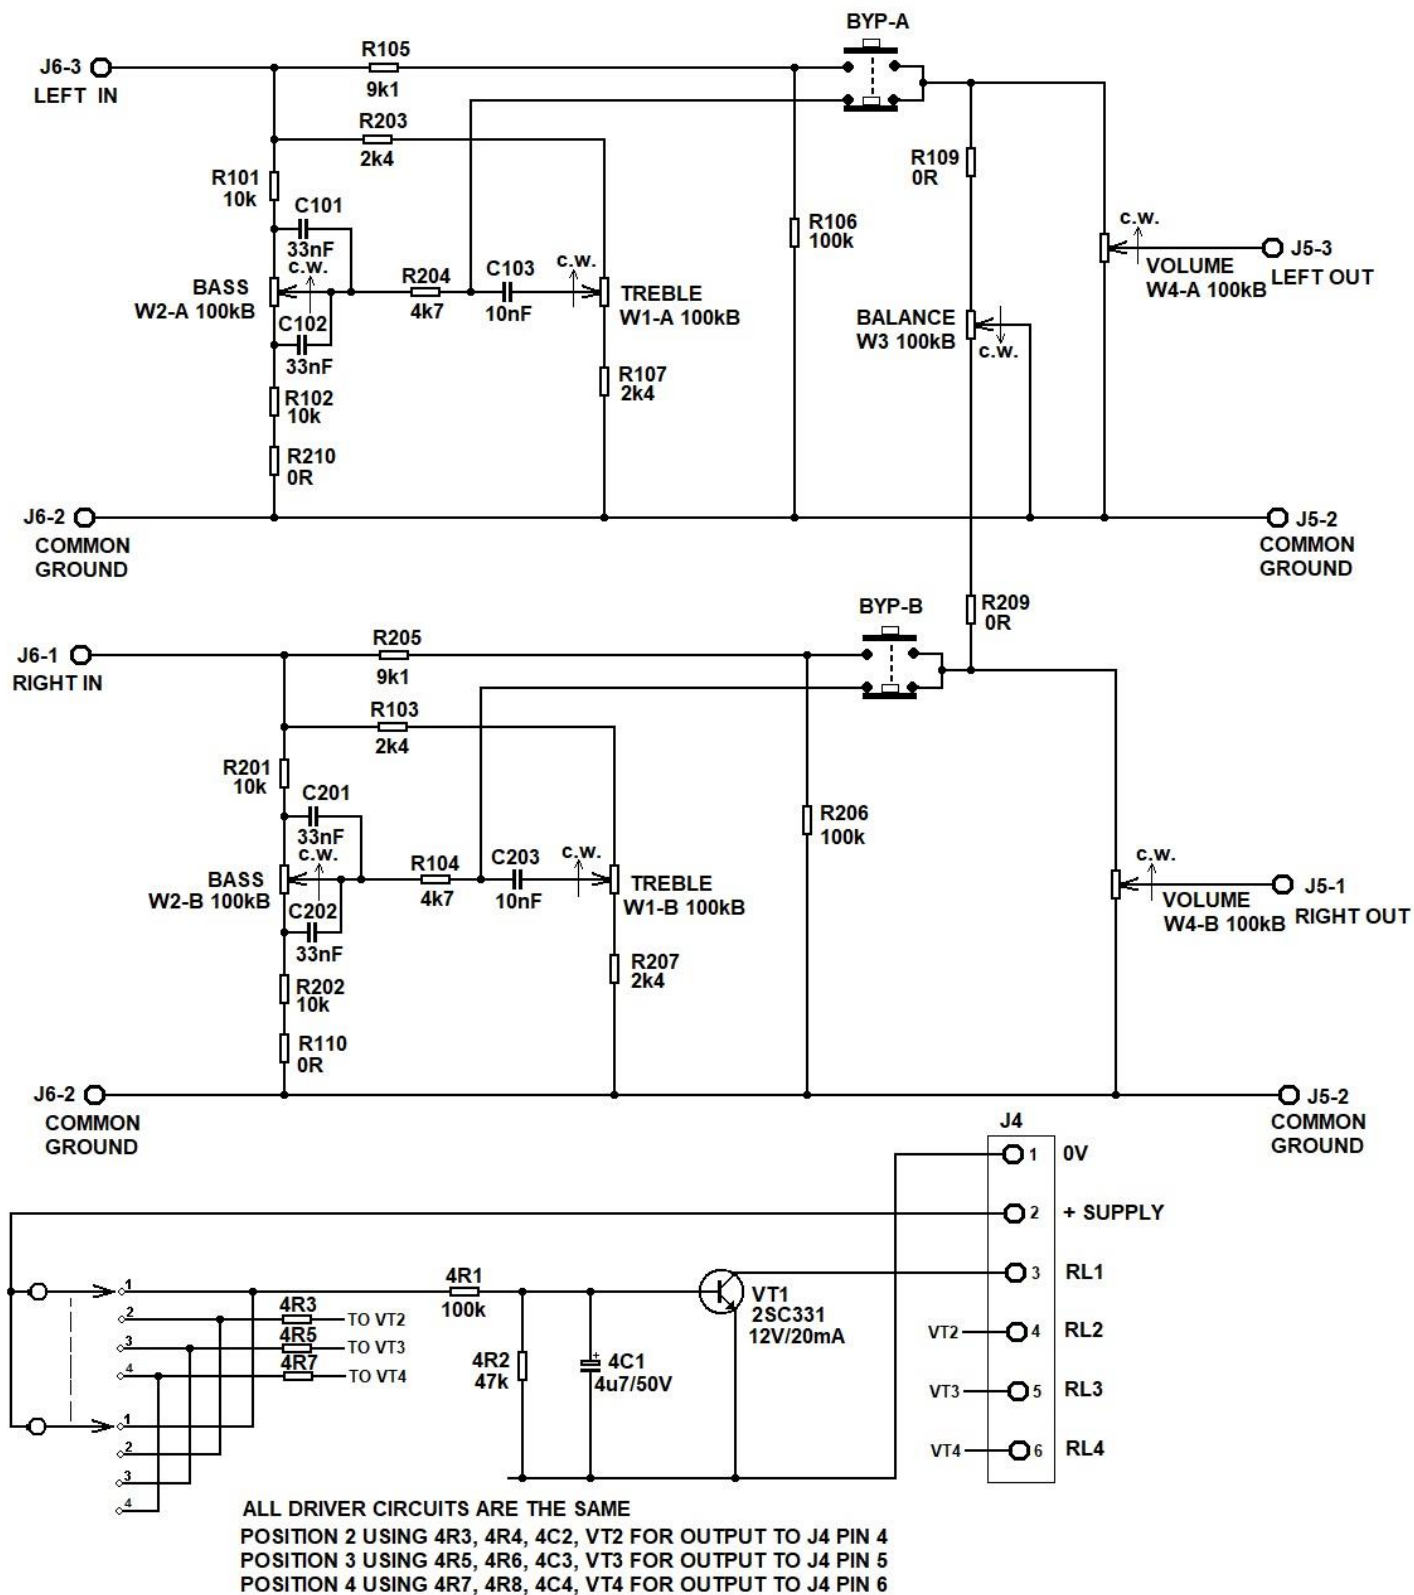 BYP-A
R105
J6-3
9k1
LEFT IN
R203
2k4
R109
0R
R101
10k
C101
33nF
c.w.
R106
100k
c.w.
J5-3
BASS
W2-A 100kB
R204
4k7
C103
10nF
c.w.
TREBLE
W1-A 100kB
VOLUME
W4-A 100kB
LEFT OUT
C102
33nF
BALANCE
W3 100kB
c.w.
R107
2k4
R102
10k
R210
0R
J6-2
COMMON
GROUND
J5-2
COMMON
GROUND
BYP-B
R209
0R
R205
J6-1
9k1
RIGHT IN
R103
2k4
R201
10k
C201
33nF
c.w.
R206
100k
c.w.
BASS
W2-B 100kB
R104
4k7
C203
10nF
c.w.
TREBLE
W1-B 100kB
J5-1
VOLUME
W4-B 100kB
RIGHT OUT
C202
33nF
R207
2k4
R202
10k
R110
0R
J6-2
COMMON
GROUND
J5-2
COMMON
GROUND
J4
1 0V
2 + SUPPLY
3 RL1
VT2 4 RL2
VT3 5 RL3
VT4 6 RL4
1
2
3
4
4R1
100k
4R3
TO VT2
4R5
TO VT3
4R7
TO VT4
VT1
2SC331
12V/20mA
4R2
47k
+
4C1
4u7/50V
1
2
3
4
ALL DRIVER CIRCUITS ARE THE SAME
POSITION 2 USING 4R3, 4R4, 4C2, VT2 FOR OUTPUT TO J4 PIN 4
POSITION 3 USING 4R5, 4R6, 4C3, VT3 FOR OUTPUT TO J4 PIN 5
POSITION 4 USING 4R7, 4R8, 4C4, VT4 FOR OUTPUT TO J4 PIN 6